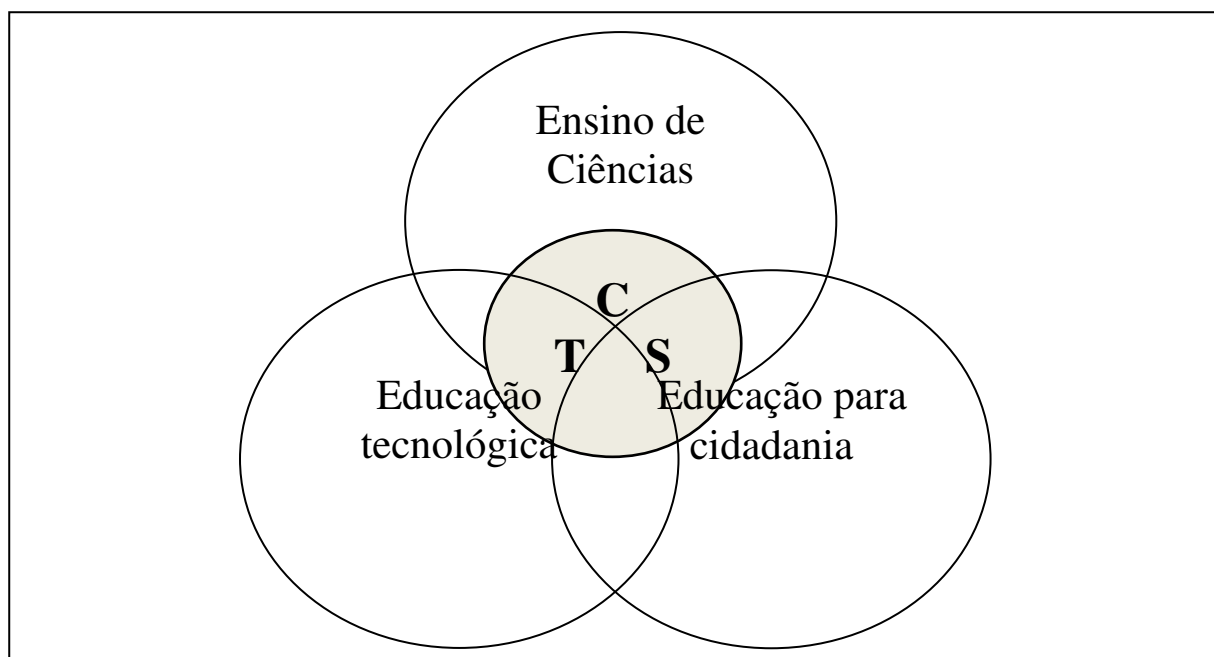 Ensino de
Ciências
C
T S
Educação
tecnológica
Educação para
cidadania